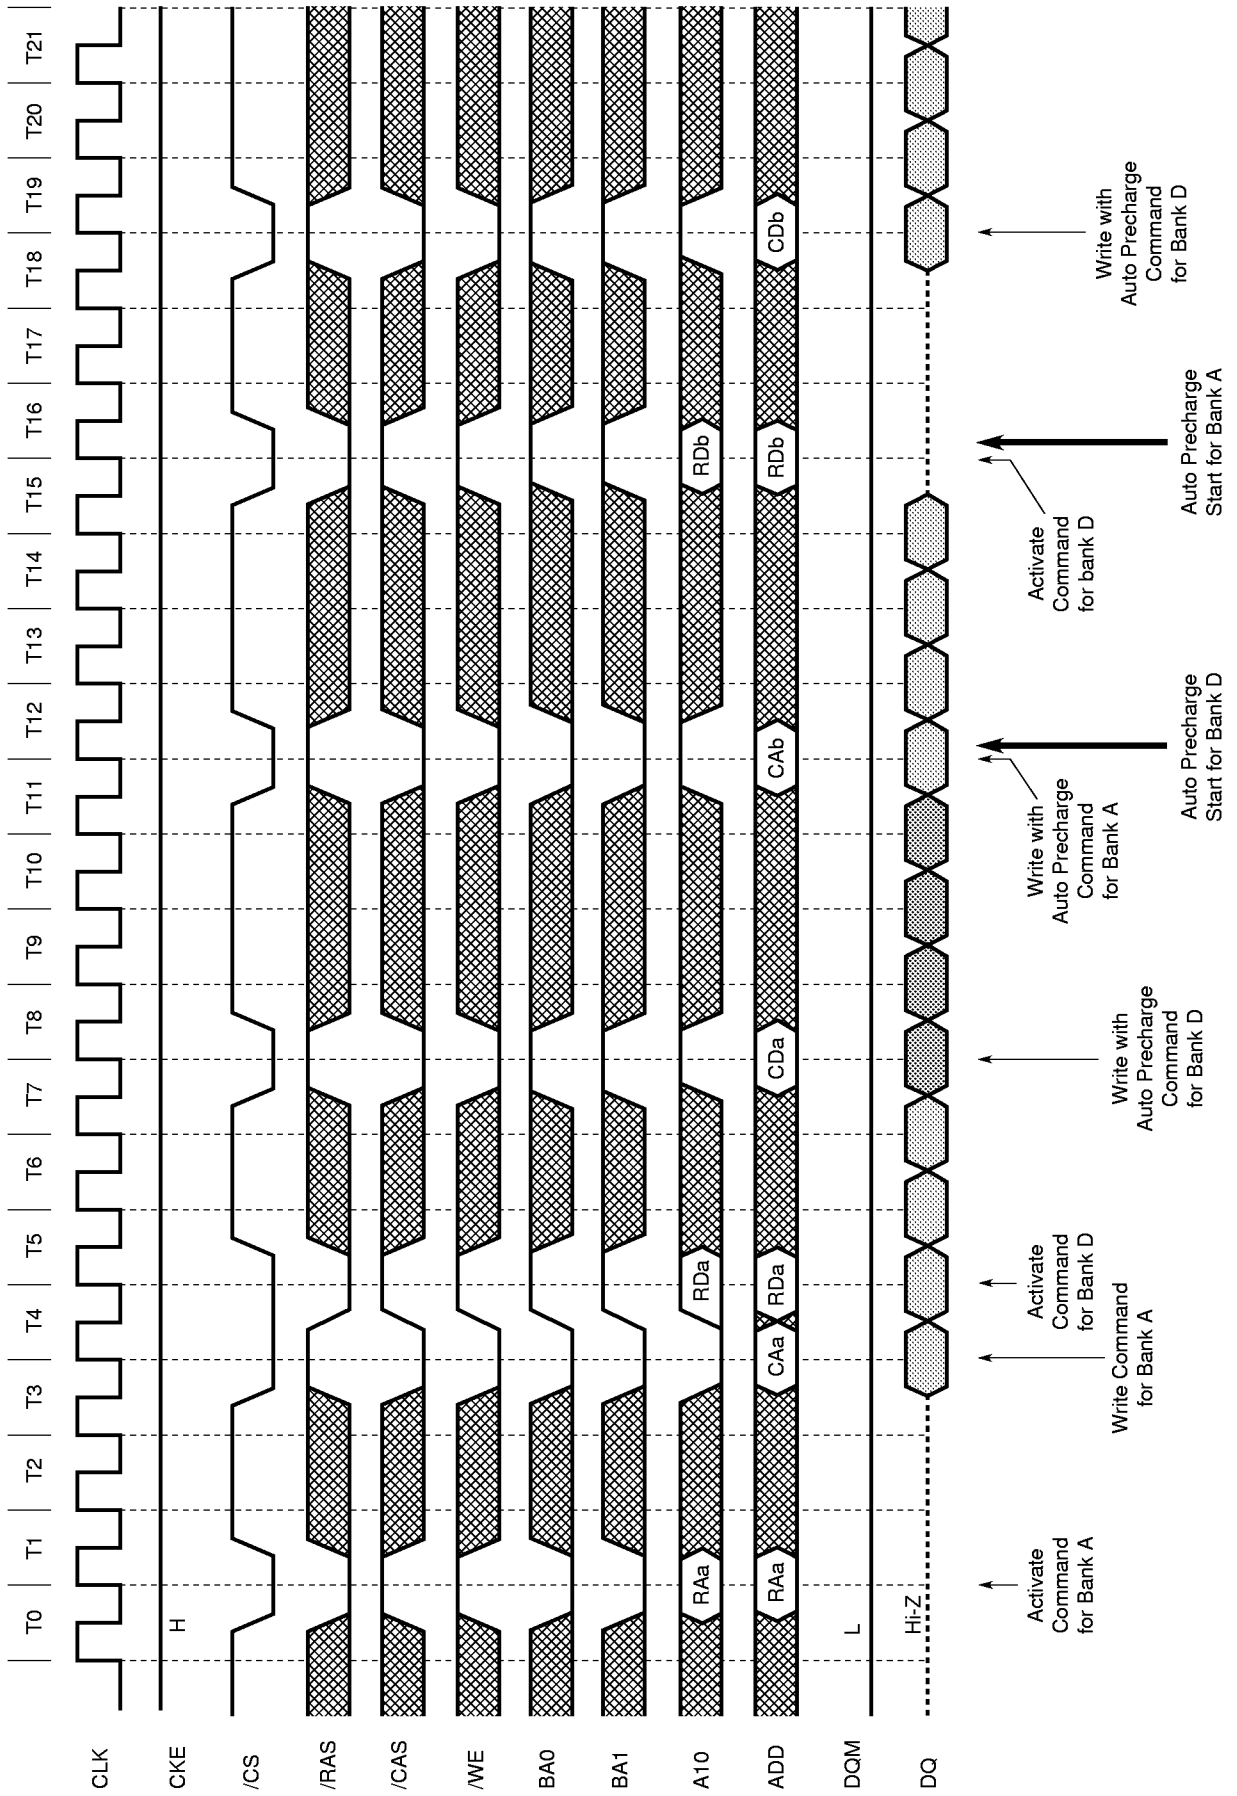 T0 T1 T2 T3 T4 T5 T6 T7 T8 T9 T10 T11 T12 T13 T14 T15 T16 T17 T18 T19 T20 T21
CLK
CKE H
/CS
/RAS
/CAS
/WE
BA0
BA1
A10 RAa RDa RDb
ADD RAa CAa RDa CDa CAb RDb CDb
DQM L
DQ Hi-Z
Activate
Command
for Bank A
Write Command
for Bank A
Activate
Command
for Bank D
Write with
Auto Precharge
Command
for Bank D
Write with
Auto Precharge
Command
for Bank A
Auto Precharge
Start for Bank D
Activate
Command
for bank D
Auto Precharge
Start for Bank A
Write with
Auto Precharge
Command
for Bank D